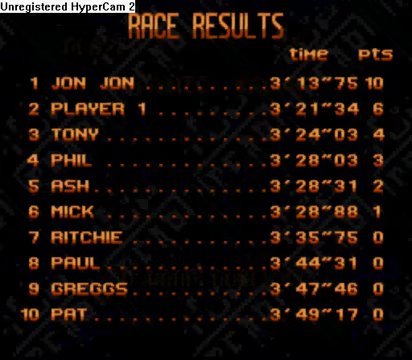 Unregistered HyperCam 2
RACE RESULTS
time pts
1 JON JON ......... 3'13"75 10
2 PLAYER 1 ........ 3'21"34 6
3 TONY ............ 3'24"03 4
4 PHIL ............ 3'28"03 3
5 ASH ............. 3'28"31 2
6 MICK ............ 3'28"88 1
7 RITCHIE ......... 3'35"75 0
8 PAUL ............ 3'44"31 0
9 GREGGS .......... 3'47"46 0
10 PAT ............. 3'49"17 0